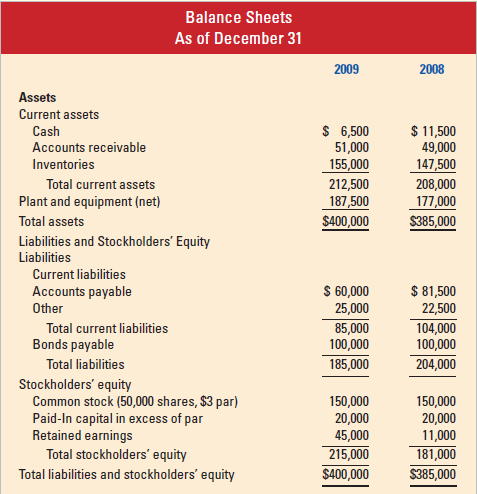 Balance Sheets
As of December 31
2009 2008
Assets
Current assets
Cash $ 6,500 $ 11,500
Accounts receivable 51,000 49,000
Inventories 155,000 147,500
Total current assets 212,500 208,000
Plant and equipment (net) 187,500 177,000
Total assets $400,000 $385,000
Liabilities and Stockholders' Equity
Liabilities
Current liabilities
Accounts payable $ 60,000 $ 81,500
Other 25,000 22,500
Total current liabilities 85,000 104,000
Bonds payable 100,000 100,000
Total liabilities 185,000 204,000
Stockholders' equity
Common stock (50,000 shares, $3 par) 150,000 150,000
Paid-In capital in excess of par 20,000 20,000
Retained earnings 45,000 11,000
Total stockholders' equity 215,000 181,000
Total liabilities and stockholders' equity $400,000 $385,000